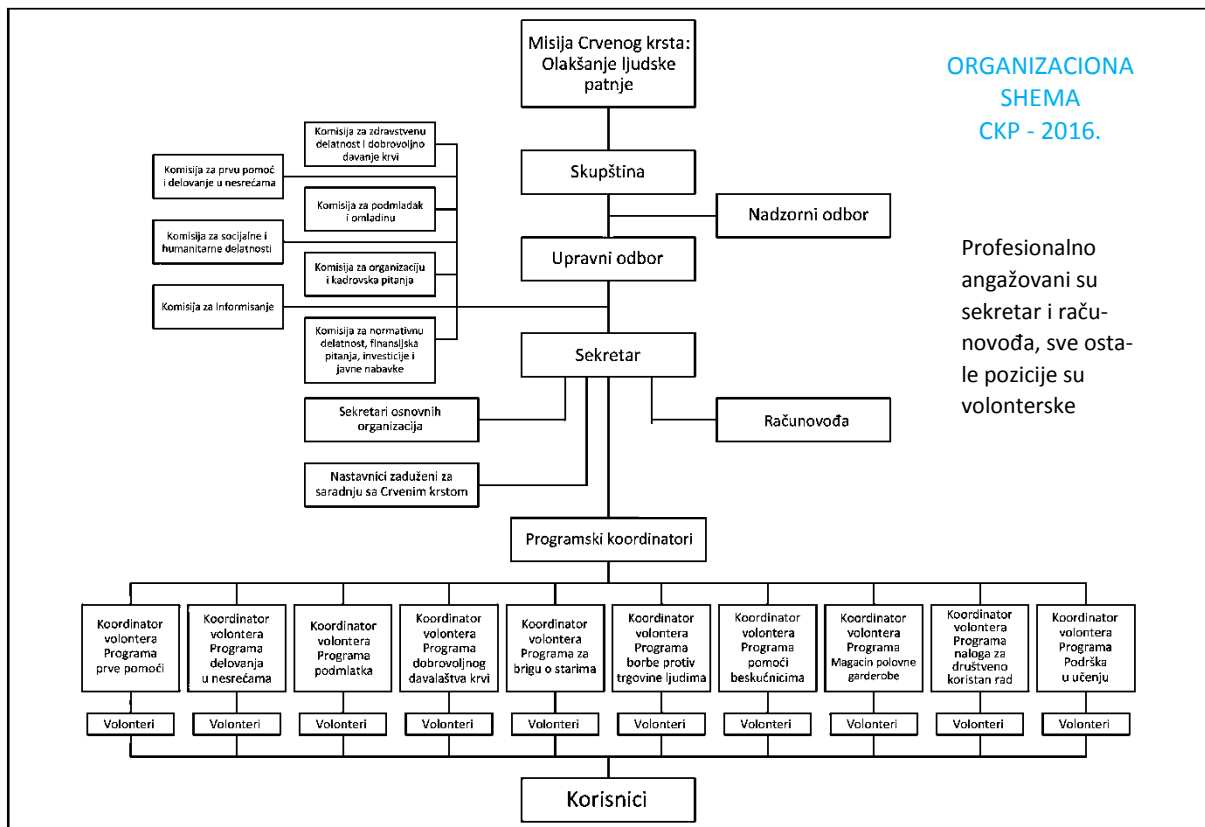 Misija Crvenog krsta:
Olakšanje ljudske
patnje
ORGANIZACIONA
SHEMA
CKP - 2016.
Komisija za zdravstvenu
delatnost I dobrovoljno
davanje krvi
Komisija za prvu pomoć
i delovanje u nesrećama
Skupština
Komisija za podmladak
i omladinu
Nadzorni odbor
Komisija za socijalne i
humanitarne delatnosti
Upravni odbor
Komisija za organizaciju
i kadrovska pitanja
Komisija za Informisanje
Profesionalno
angažovani su
sekretar i raču-
novođa, sve osta-
le pozicije su
volonterske
Komisija za normativnu
delatnost, finansijska
pitanja, investicije i
javne nabavke
Sekretar
Sekretari osnovnih
organizacija
Računovođa
Nastavnici zaduženi za
saradnju sa Crvenim krstom
Programski koordinatori
Koordinator
volontera
Programa
prve pomoći
Koordinator
volontera
Programa
delovanja
u nesrećama
Koordinator
volontera
Programa
podmlatka
Koordinator
volontera
Programa
dobrovoljnog
davalaštva krvi
Koordinator
volontera
Programa za
brigu o starima
Koordinator
volontera
Programa
borbe protiv
trgovine ljudima
Koordinator
volontera
Programa
pomoći
beskućnicima
Koordinator
volontera
Programa
Magacin polovne
garderobe
Koordinator
volontera
Programa
naloga za
društveno
koristan rad
Koordinator
volontera
Programa
Podrška
u učenju
Volonteri
Volonteri
Volonteri
Volonteri
Volonteri
Volonteri
Volonteri
Volonteri
Volonteri
Volonteri
Korisnici